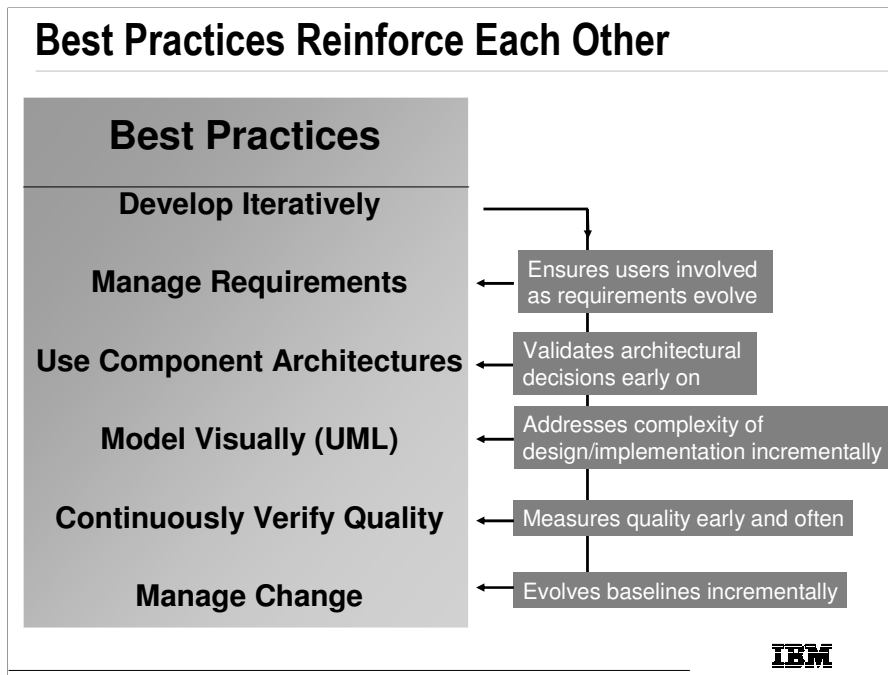 Best Practices Reinforce Each Other
Best Practices
Develop Iteratively
Manage Requirements
Ensures users involved
as requirements evolve
Use Component Architectures
Validates architectural
decisions early on
Model Visually (UML)
Addresses complexity of
design/implementation incrementally
Continuously Verify Quality
Measures quality early and often
Manage Change
Evolves baselines incrementally
IBM